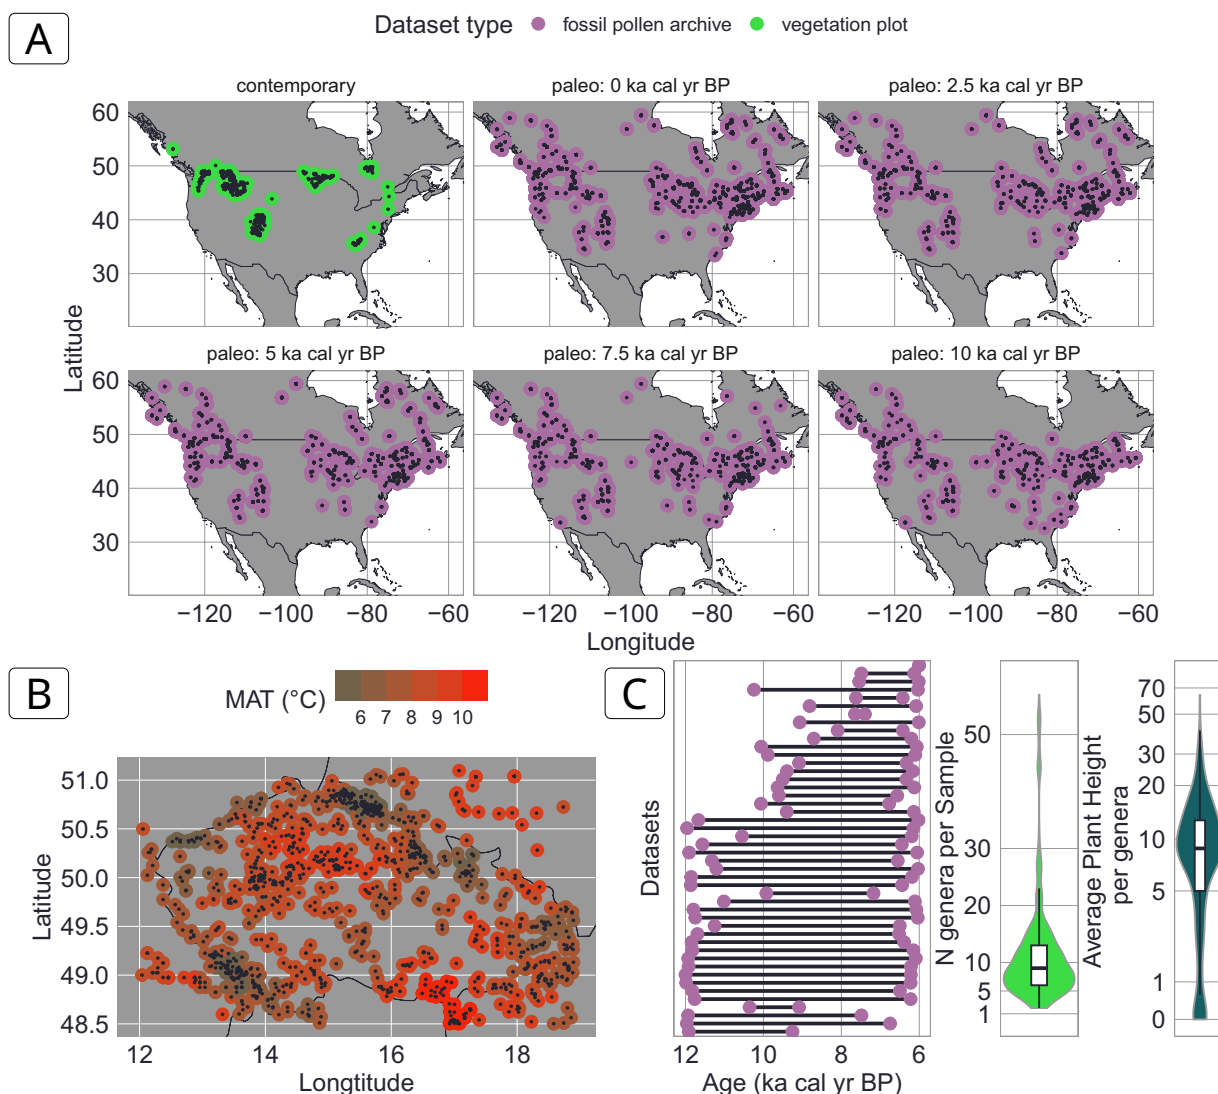 A
Dataset type fossil pollen archive vegetation plot
contemporary paleo: 0 ka cal yr BP paleo: 2.5 ka cal yr BP
60
50
40
30
Latitude
paleo: 5 ka cal yr BP paleo: 7.5 ka cal yr BP paleo: 10 ka cal yr BP
60
50
40
30
−120 −100 −80 −60 −120 −100 −80 −60 −120 −100 −80 −60
Longitude
B
MAT (°C)
6 7 8 9 10
51.0
50.5
50.0
49.5
49.0
48.5
Latitude
12 14 16 18
Longtitude
C
Datasets
12 10 8 6
Age (ka cal yr BP)
N genera per Sample
50
30
20
10
5
1
Average Plant Height
per genera
70
50
30
20
10
5
1
0